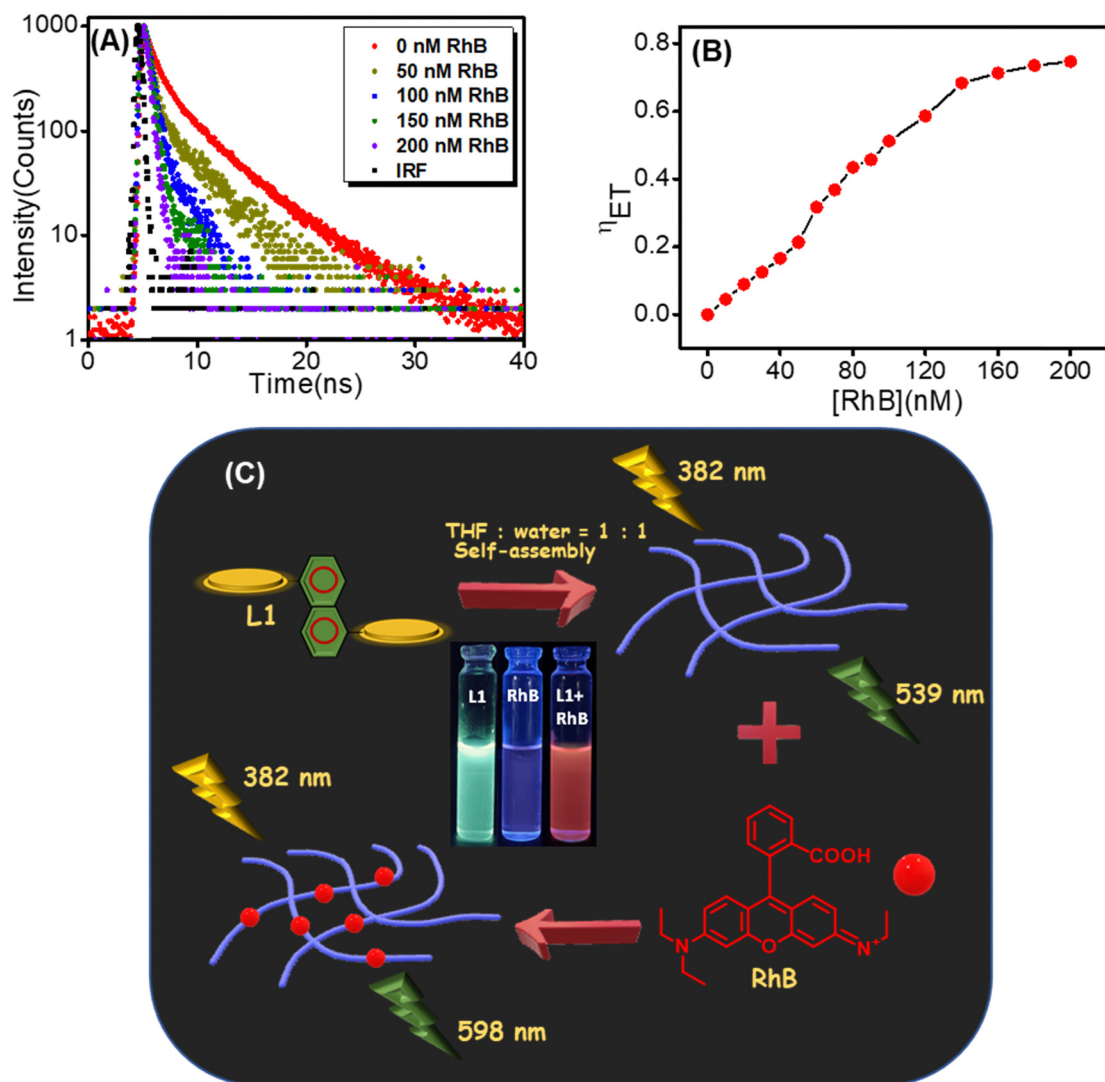 (A)
Intensity(Counts)
1000
100
10
1
0 10 20 30 40
Time(ns)
0 nM RhB
50 nM RhB
100 nM RhB
150 nM RhB
200 nM RhB
IRF
(B)
ηET
0.8
0.6
0.4
0.2
0.0
0 40 80 120 160 200
[RhB](nM)
(C)
382 nm
THF : water = 1 : 1
Self-assembly
L1
L1 RhB L1+
RhB
539 nm
382 nm
COOH
N
O
N+
RhB
598 nm